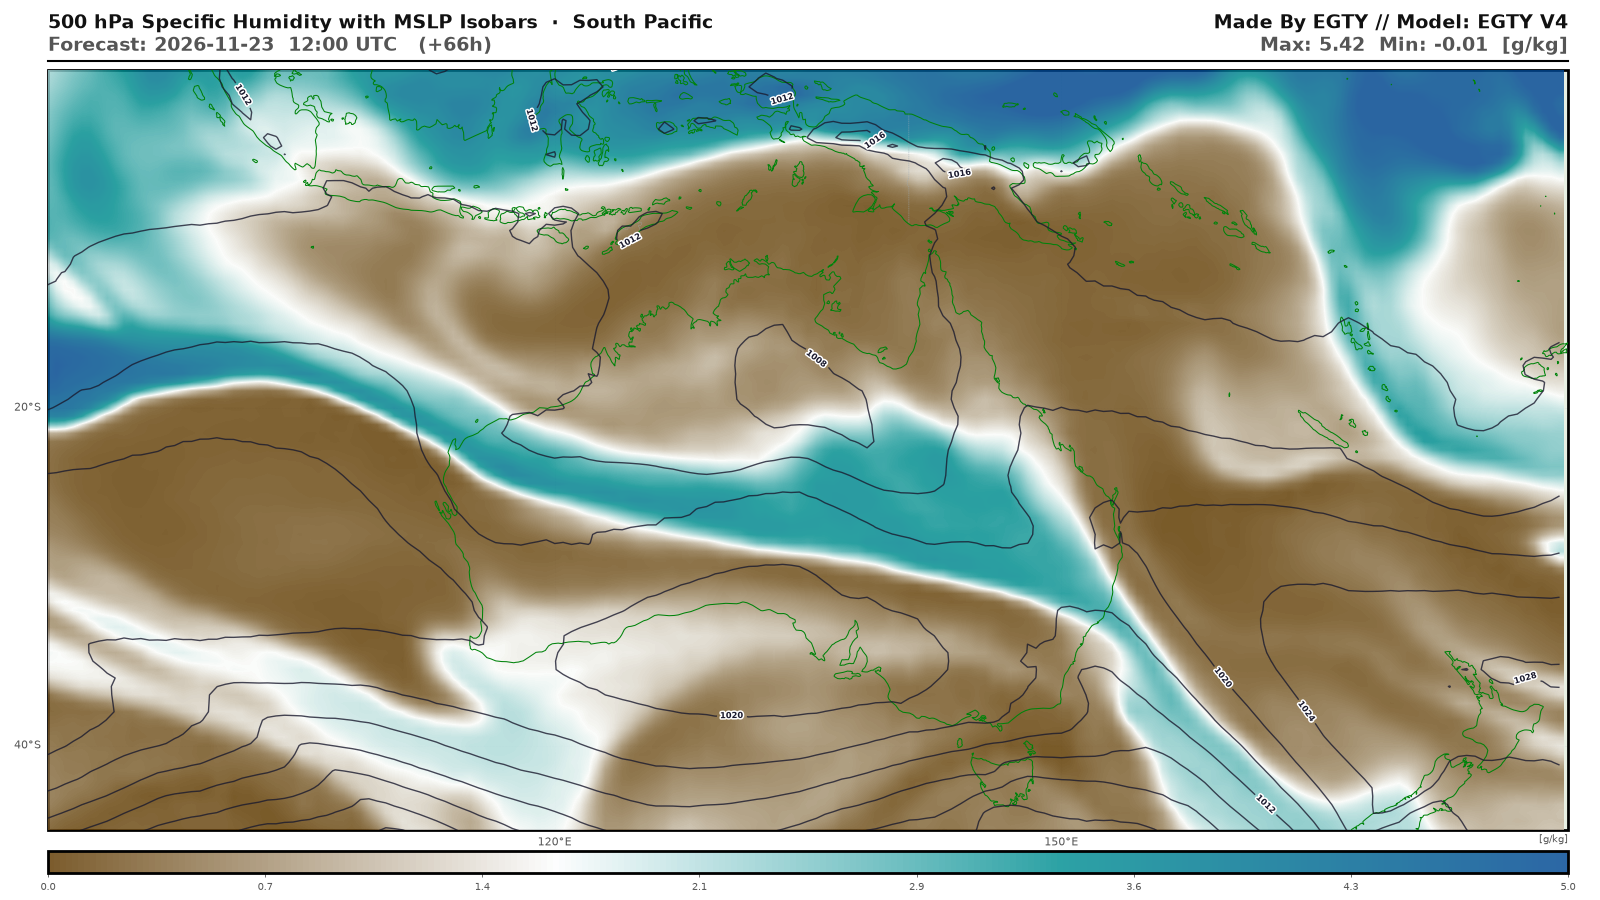 500 hPa Specific Humidity with MSLP Isobars · South Pacific
Made By EGTY // Model: EGTY V4
Forecast: 2026-11-23 12:00 UTC (+66h)
Max: 5.42 Min: -0.01 [g/kg]
1012
1012
1012
1016
1016
1012
1008
20°S
1020
1028
1024
1020
40°S
1012
120°E
150°E
[g/kg]
0.0 0.7 1.4 2.1 2.9 3.6 4.3 5.0